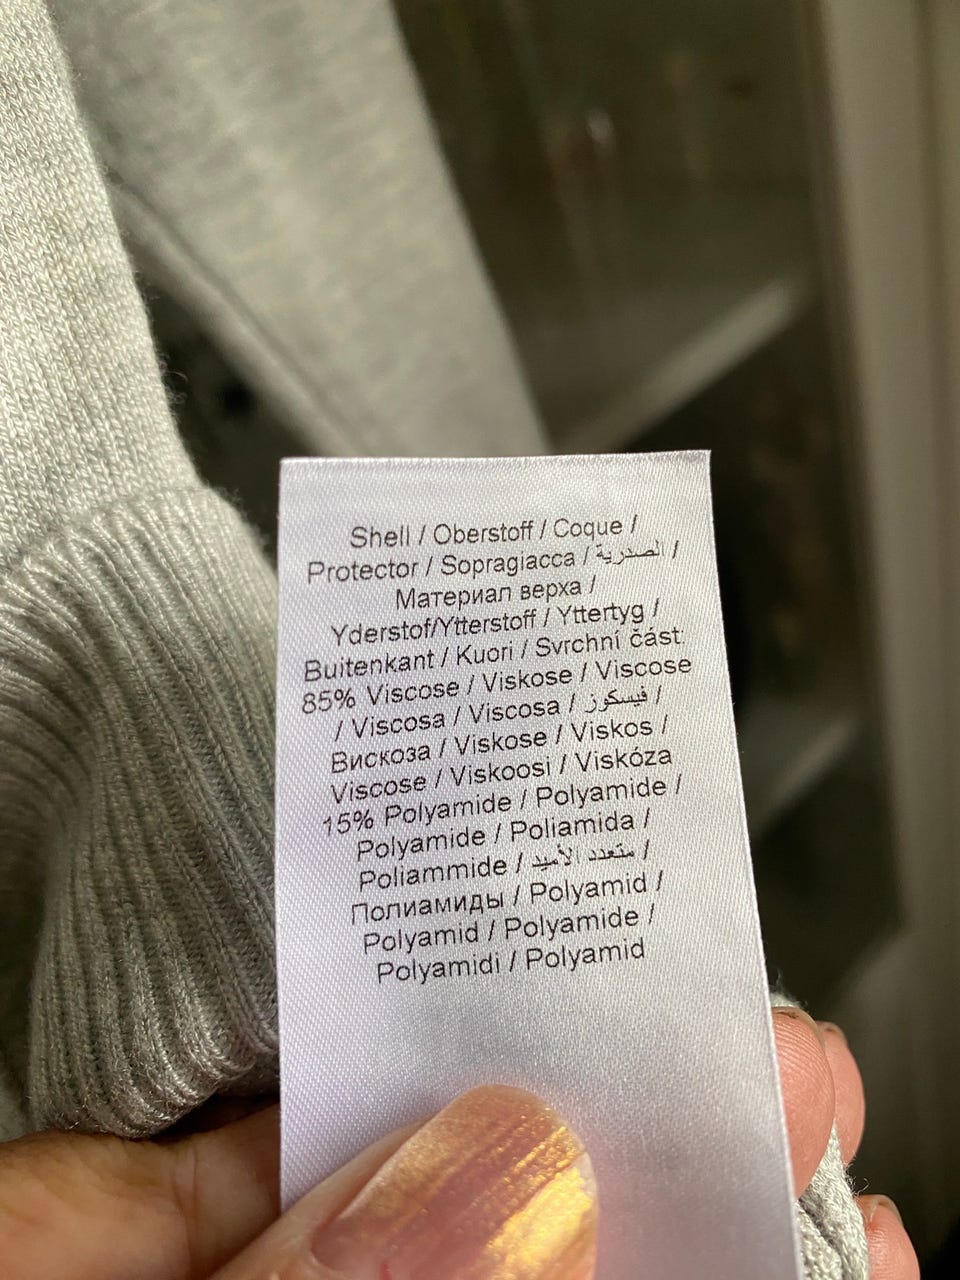 Shell / Oberstoff / Coque /
Protector / Sopragiacca / الصدرية /
Материал верха /
Yderstof/Ytterstoff / Yttertyg /
Buitenkant / Kuori / Svrchní část:
85% Viscose / Viskose / Viscose
/ Viscosa / Viscosa / فيسكوز /
Вискоза / Viskose / Viskos /
Viscose / Viskoosi / Viskóza
15% Polyamide / Polyamide /
Polyamide / Poliamida /
Poliammide / متعدد الأميد /
Полиамиды / Polyamid /
Polyamid / Polyamide /
Polyamidi / Polyamid